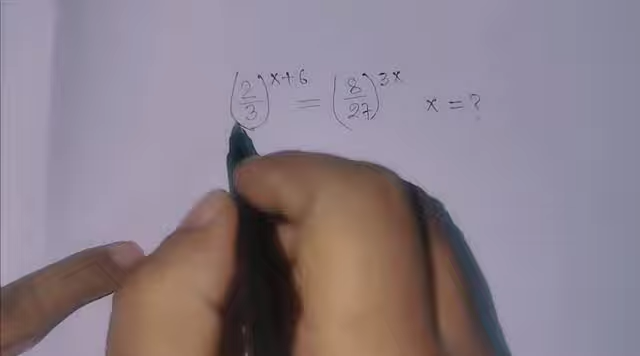 (2/3)^{x+6} = (8/27)^{3x} x = ?